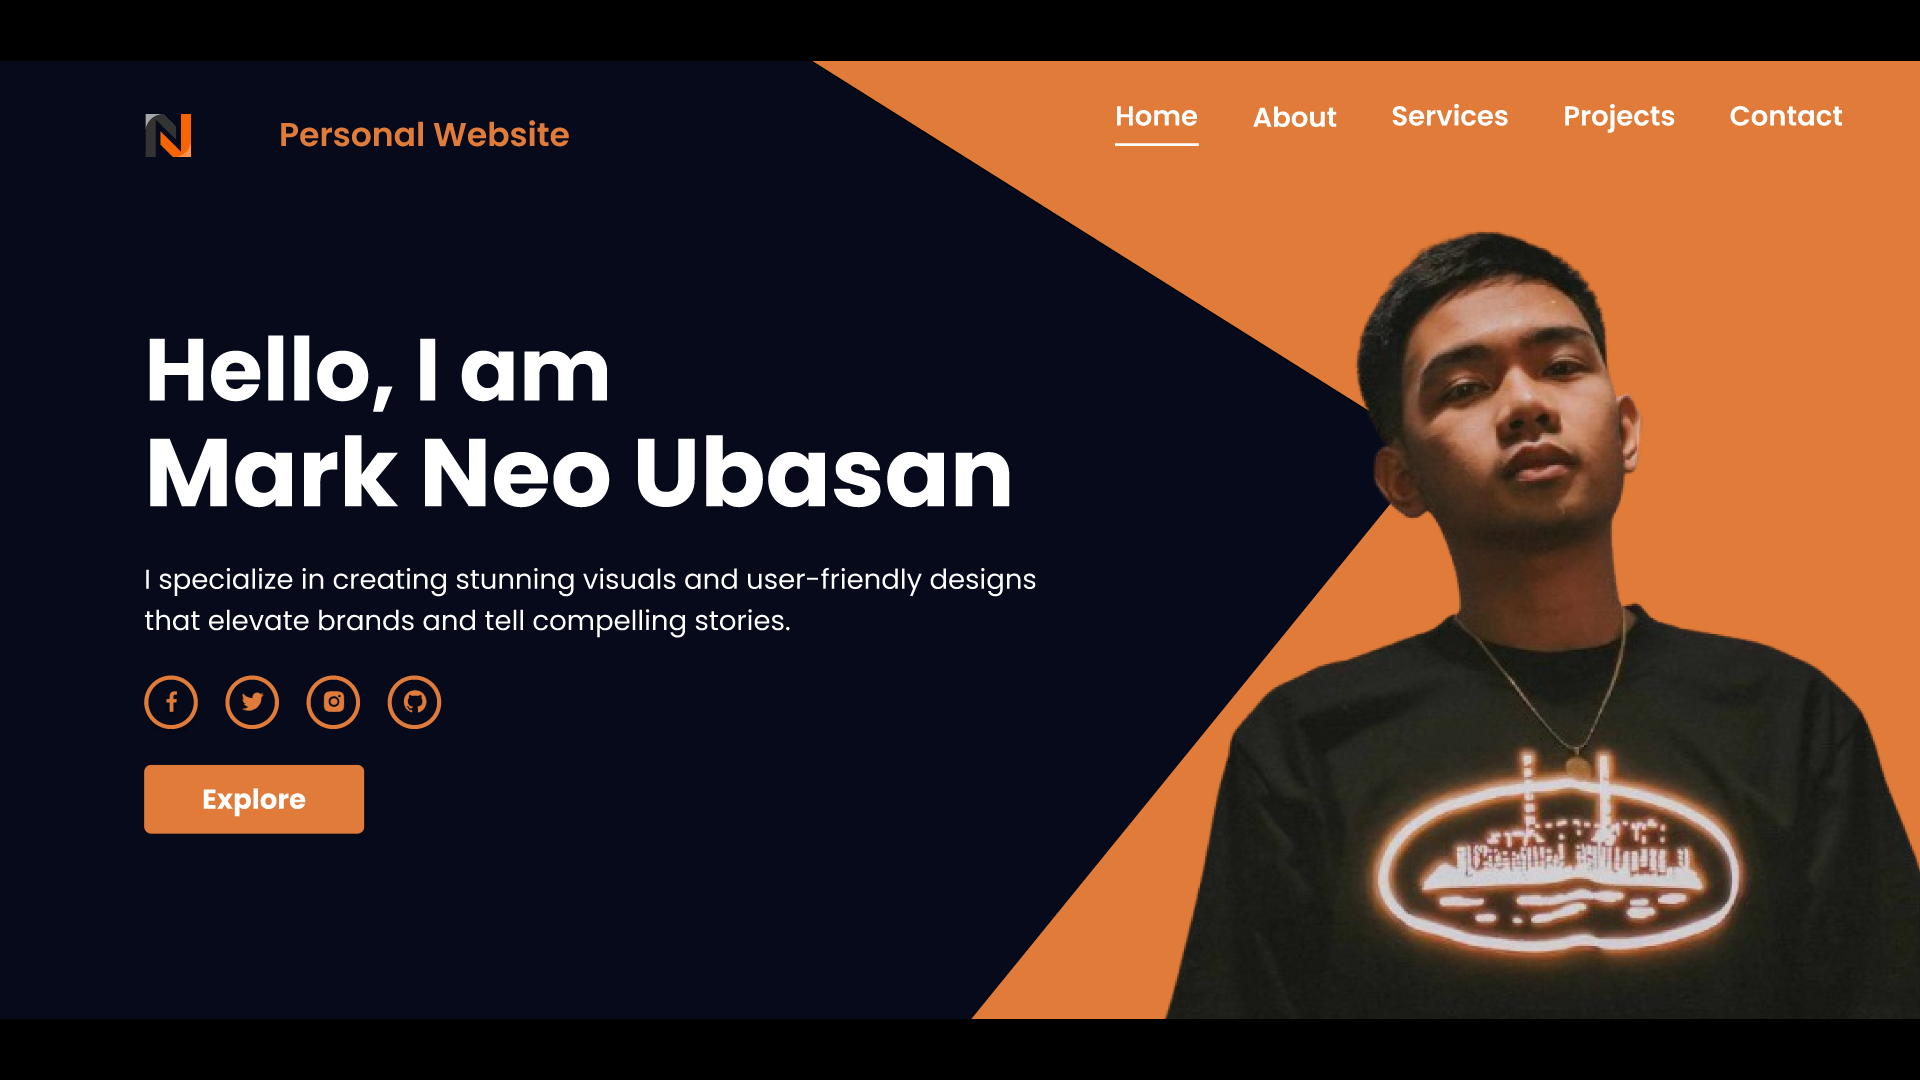 N
Personal Website
Home About Services Projects Contact
Hello, I am
Mark Neo Ubasan
I specialize in creating stunning visuals and user-friendly designs
that elevate brands and tell compelling stories.
Explore